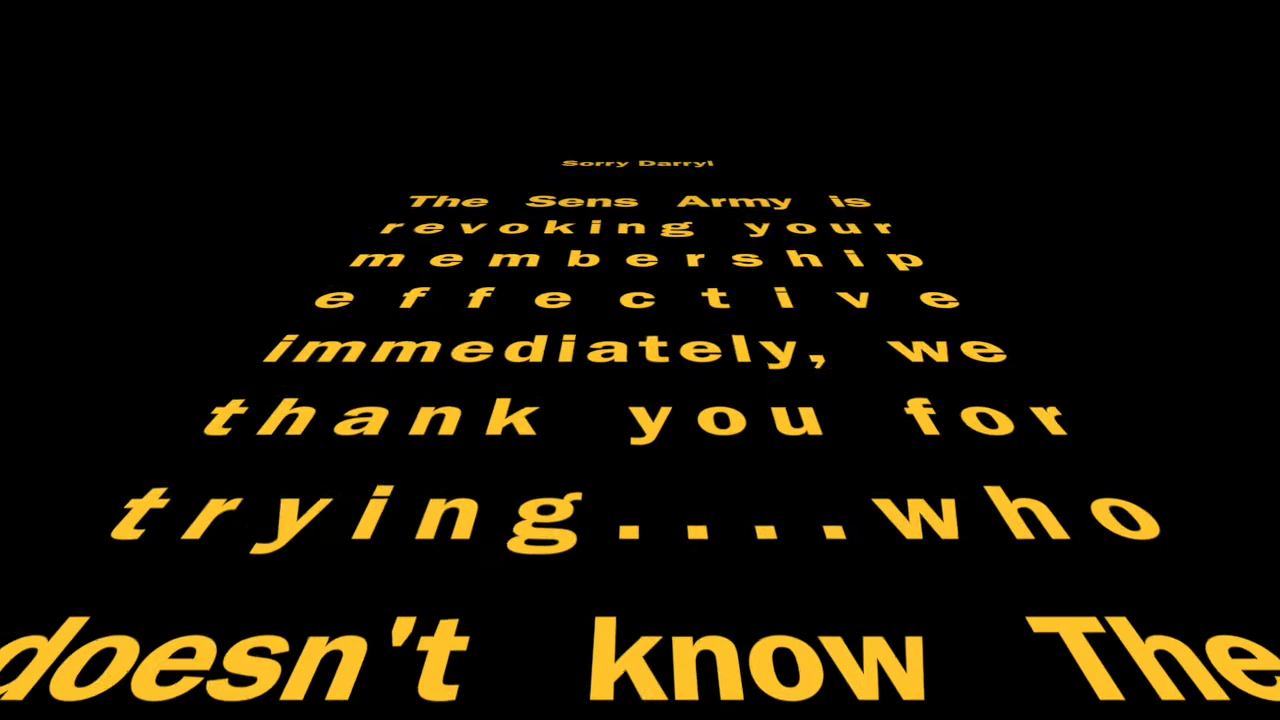 Sorry Darryl
The Sens Army is
revoking your
membership
effective
immediately, we
thank you for
trying....who
doesn't know The